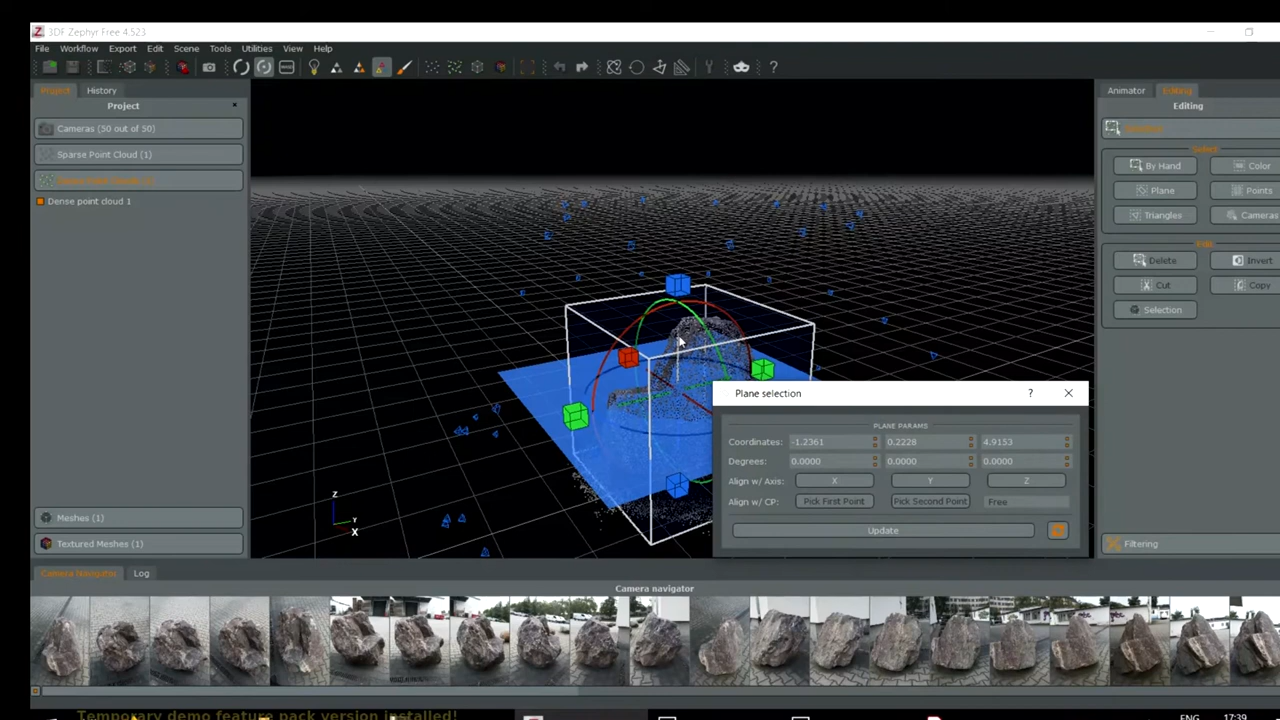 3DF Zephyr Free 4.523
File Workflow Export Edit Scene Tools Utilities View Help
Project History
Project
Cameras (50 out of 50)
Sparse Point Cloud (1)
Dense point cloud 1
Meshes (1)
Textured Meshes (1)
Z
Y
X
Animator Editing
Editing
Select
By Hand Color
Plane Points
Triangles Cameras
Edit
Delete Invert
Cut Copy
Selection
Filtering
Plane selection
?
PLANE PARAMS
Coordinates: -1.2361 0.2228 4.9153
Degrees: 0.0000 0.0000 0.0000
Align w/ Axis: X Y Z
Align w/ CP: Pick First Point Pick Second Point Free
Update
Camera Navigator Log
Camera navigator
Temporary demo feature pack version installed!
ENG 17:39